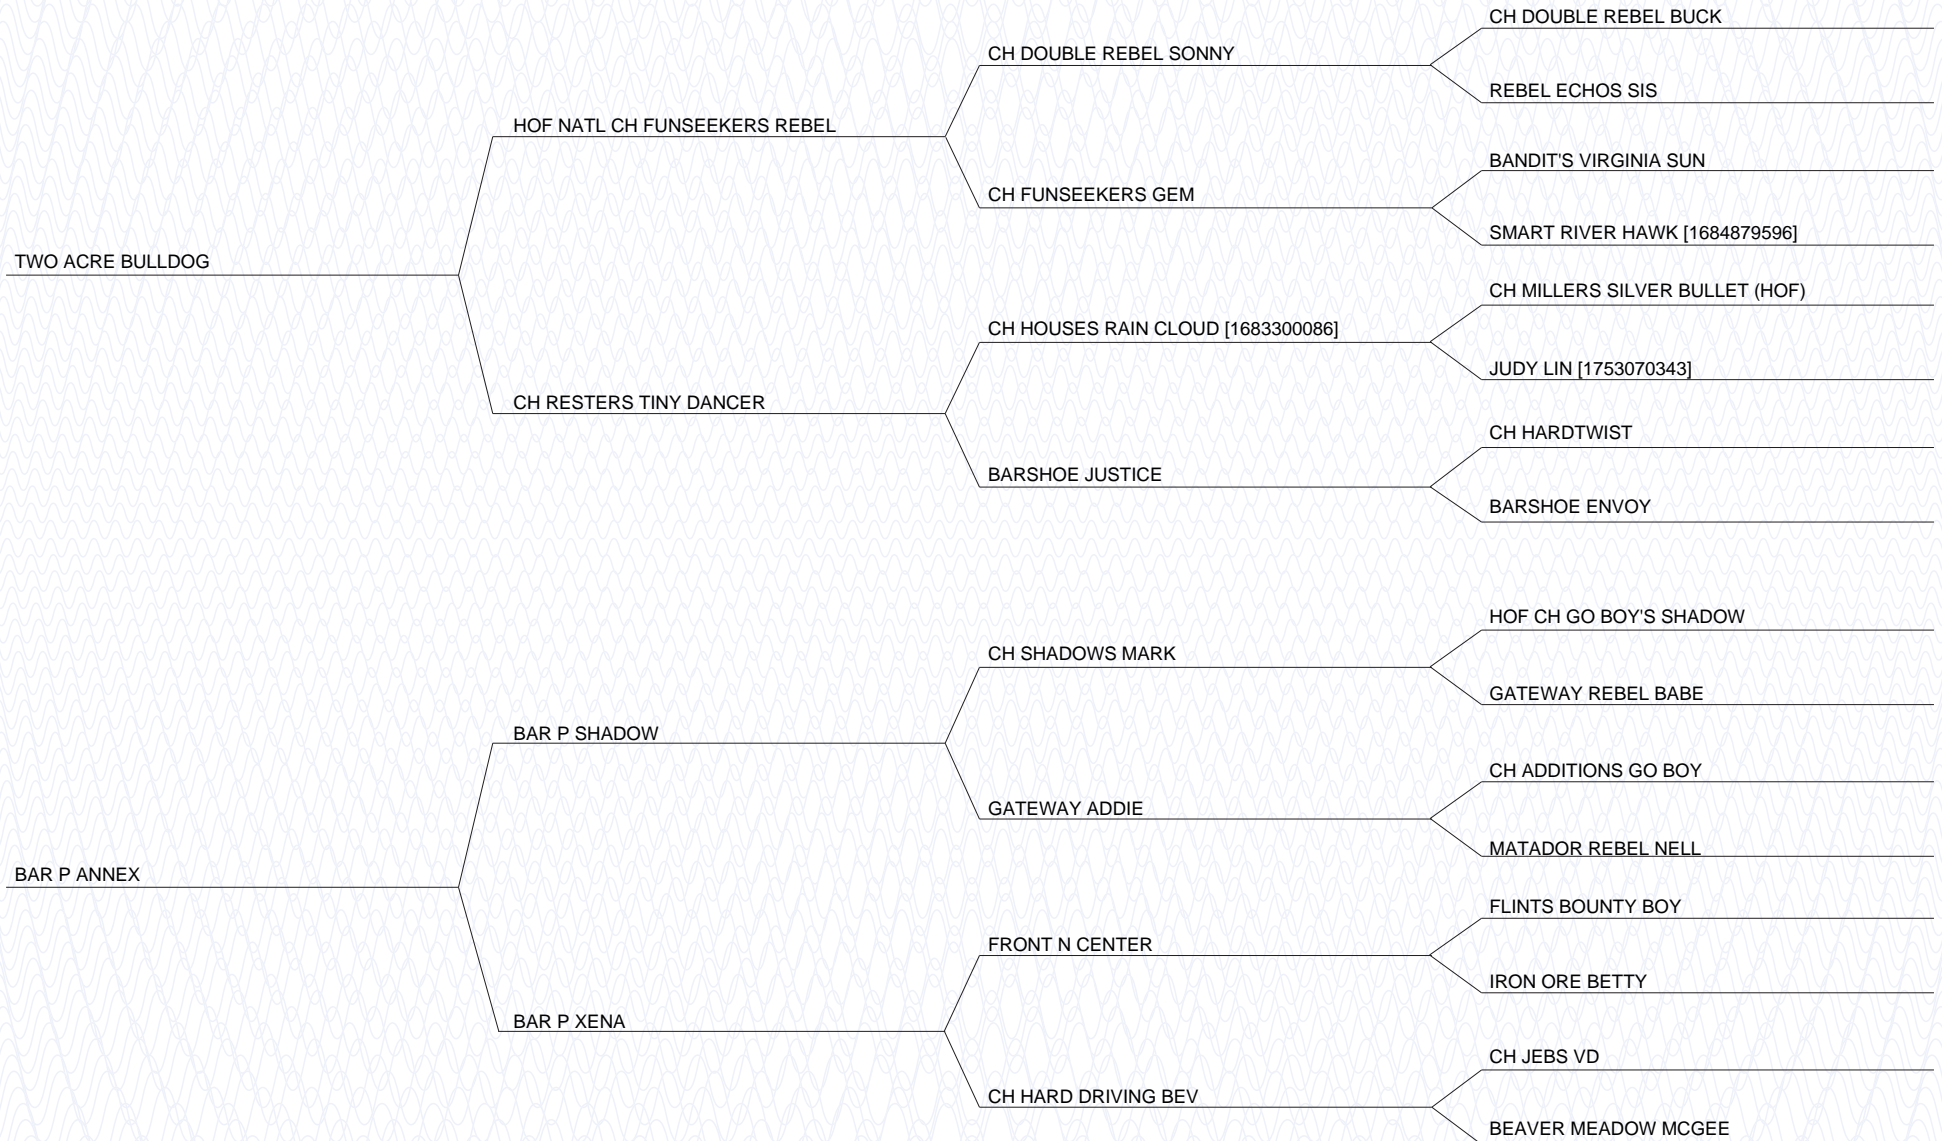 CH DOUBLE REBEL BUCK
CH DOUBLE REBEL SONNY
REBEL ECHOS SIS
HOF NATL CH FUNSEEKERS REBEL
BANDIT'S VIRGINIA SUN
CH FUNSEEKERS GEM
SMART RIVER HAWK [1684879596]
TWO ACRE BULLDOG
CH MILLERS SILVER BULLET (HOF)
CH HOUSES RAIN CLOUD [1683300086]
JUDY LIN [1753070343]
CH RESTERS TINY DANCER
CH HARDTWIST
BARSHOE JUSTICE
BARSHOE ENVOY
HOF CH GO BOY'S SHADOW
CH SHADOWS MARK
GATEWAY REBEL BABE
BAR P SHADOW
CH ADDITIONS GO BOY
GATEWAY ADDIE
MATADOR REBEL NELL
BAR P ANNEX
FLINTS BOUNTY BOY
FRONT N CENTER
IRON ORE BETTY
BAR P XENA
CH JEBS VD
CH HARD DRIVING BEV
BEAVER MEADOW MCGEE